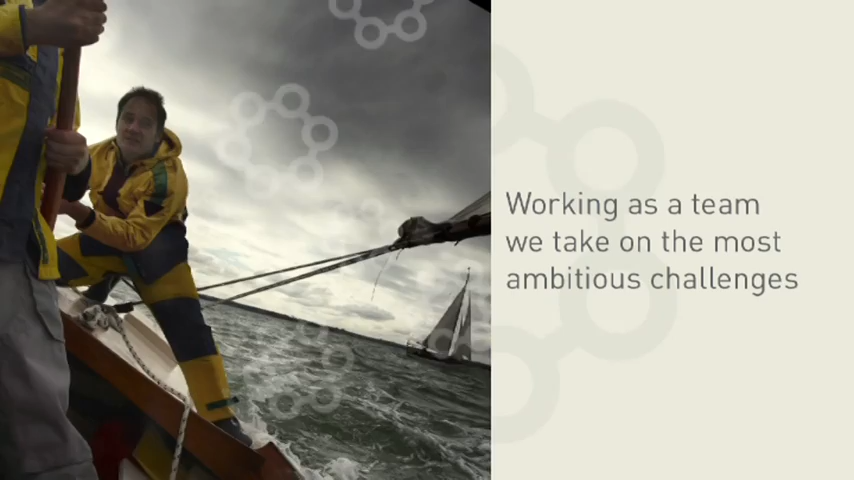 Working as a team
we take on the most
ambitious challenges